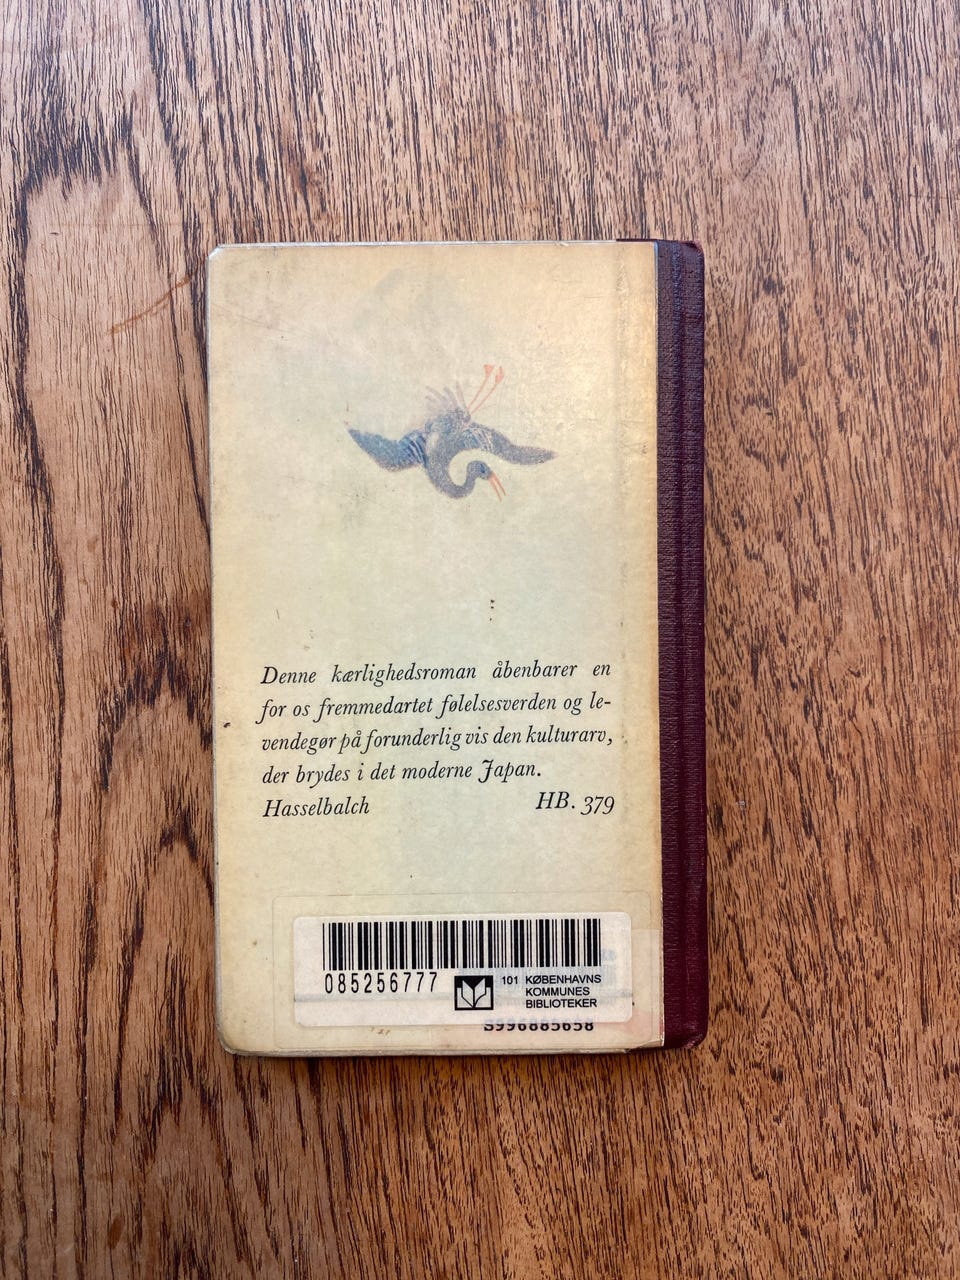 Denne kærlighedsroman åbenbarer en
for os fremmedartet følelsesverden og le-
vendegør på forunderlig vis den kulturarv,
der brydes i det moderne Japan.
Hasselbalch HB. 379
085256777
101 KØBENHAVNS
KOMMUNES
BIBLIOTEKER
S996885658